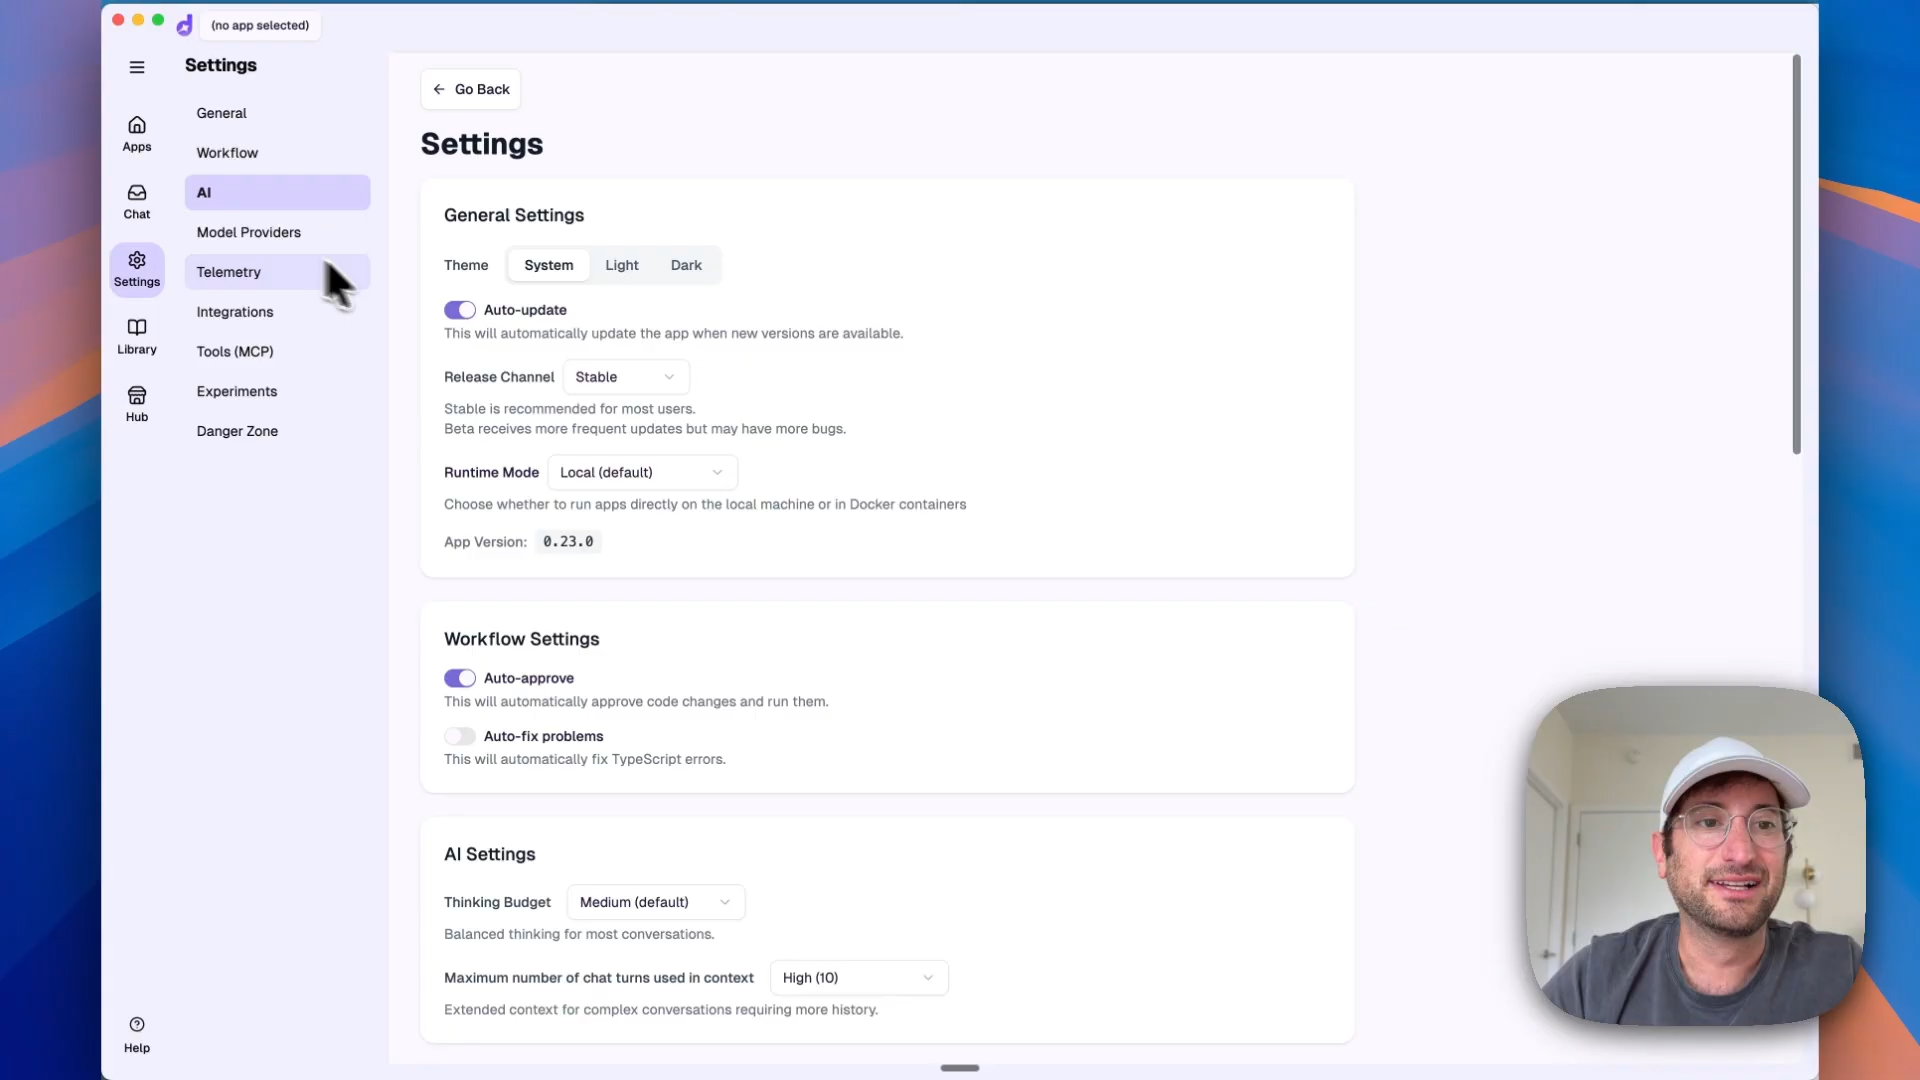 (no app selected)
Settings
General
Workflow
AI
Model Providers
Telemetry
Integrations
Tools (MCP)
Experiments
Danger Zone
Apps
Chat
Settings
Library
Hub
Help
Go Back
Settings
General Settings
Theme System Light Dark
Auto-update
This will automatically update the app when new versions are available.
Release Channel Stable
Stable is recommended for most users.
Beta receives more frequent updates but may have more bugs.
Runtime Mode Local (default)
Choose whether to run apps directly on the local machine or in Docker containers
App Version: 0.23.0
Workflow Settings
Auto-approve
This will automatically approve code changes and run them.
Auto-fix problems
This will automatically fix TypeScript errors.
AI Settings
Thinking Budget Medium (default)
Balanced thinking for most conversations.
Maximum number of chat turns used in context High (10)
Extended context for complex conversations requiring more history.